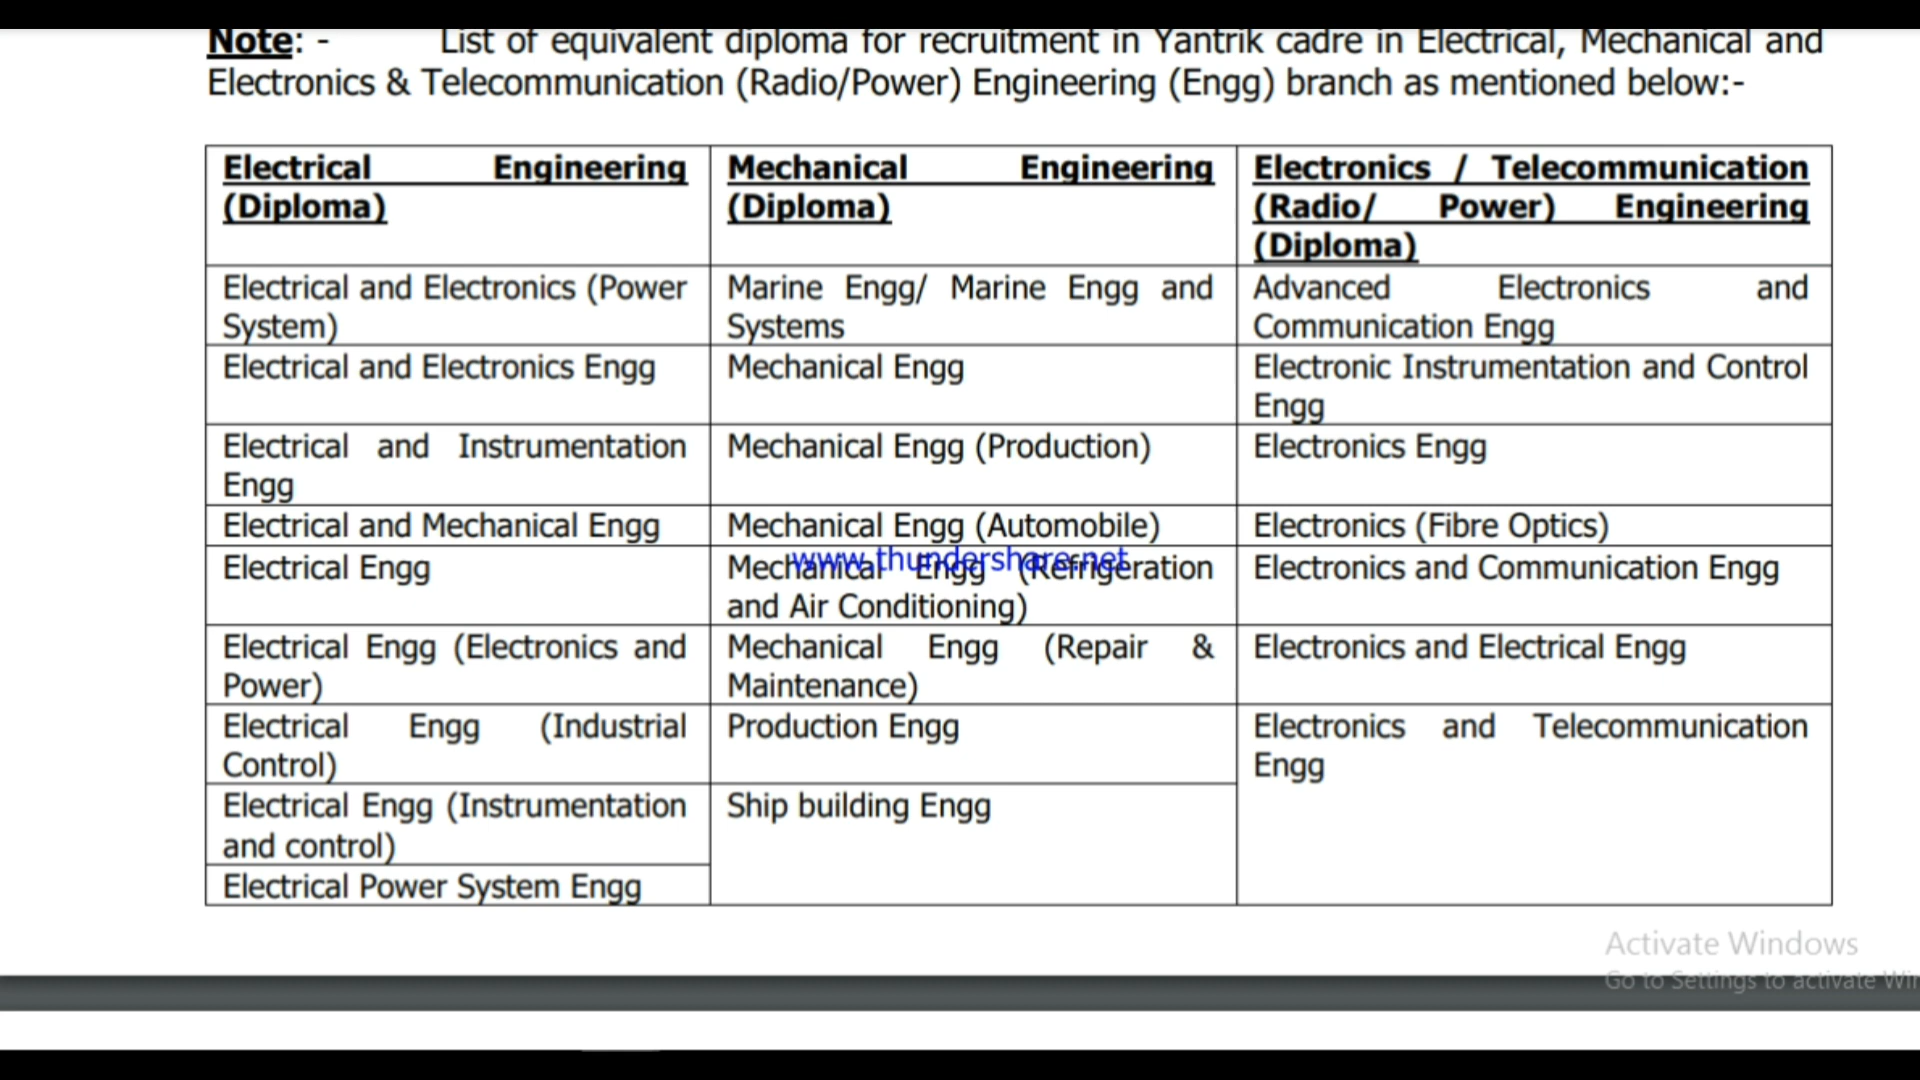 Note: - List of equivalent diploma for recruitment in Yantrik cadre in Electrical, Mechanical and
Electronics & Telecommunication (Radio/Power) Engineering (Engg) branch as mentioned below:-
Electrical Engineering
(Diploma)
Mechanical Engineering
(Diploma)
Electronics / Telecommunication
(Radio/ Power) Engineering
(Diploma)
Electrical and Electronics (Power
System)
Marine Engg/ Marine Engg and
Systems
Advanced Electronics and
Communication Engg
Electrical and Electronics Engg
Mechanical Engg
Electronic Instrumentation and Control
Engg
Electrical and Instrumentation
Engg
Mechanical Engg (Production)
Electronics Engg
Electrical and Mechanical Engg
Mechanical Engg (Automobile)
Electronics (Fibre Optics)
www.thundershare.net
Electrical Engg
Mechanical Engg (Refrigeration
and Air Conditioning)
Electronics and Communication Engg
Electrical Engg (Electronics and
Power)
Mechanical Engg (Repair &
Maintenance)
Electronics and Electrical Engg
Electrical Engg (Industrial
Control)
Production Engg
Electronics and Telecommunication
Engg
Electrical Engg (Instrumentation
and control)
Ship building Engg
Electrical Power System Engg
Activate Windows
Go to Settings to activate Wi